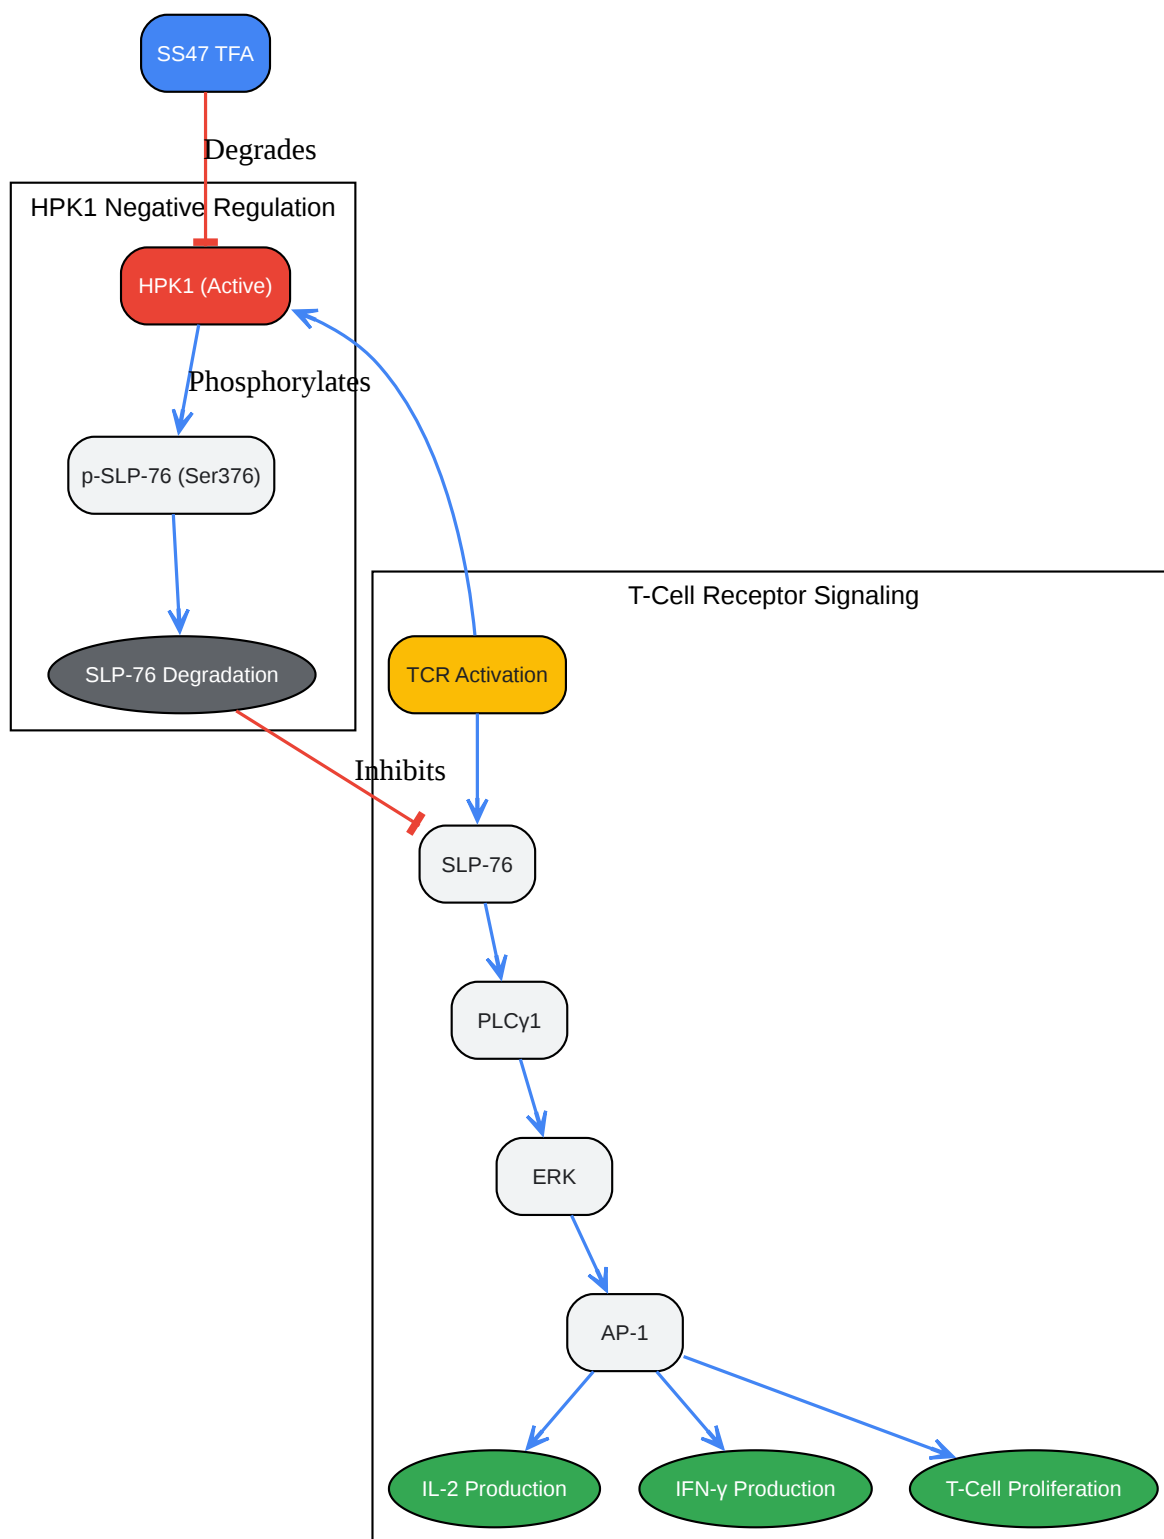 SS47 TFA
Degrades
HPK1 Negative Regulation
HPK1 (Active)
Phosphorylates
p-SLP-76 (Ser376)
T-Cell Receptor Signaling
SLP-76 Degradation
TCR Activation
Inhibits
SLP-76
PLCγ1
ERK
AP-1
IL-2 Production
IFN-γ Production
T-Cell Proliferation